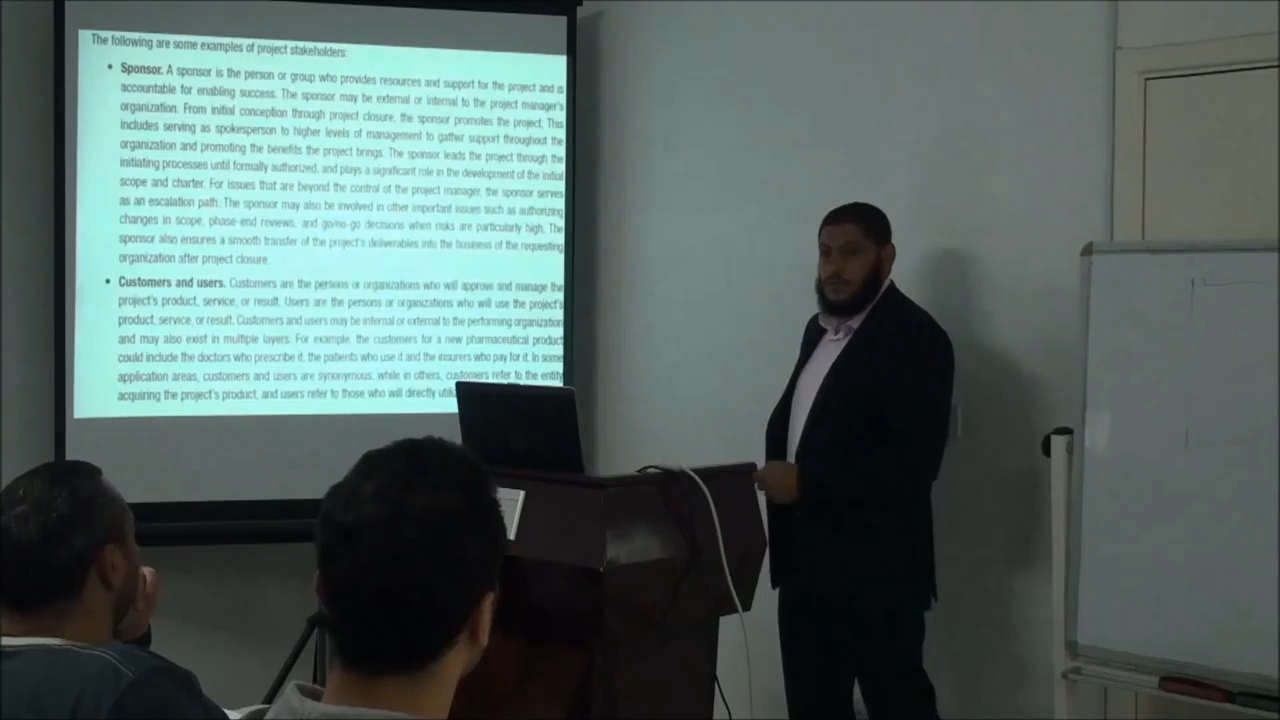 The following are some examples of project stakeholders:
• Sponsor. A sponsor is the person or group who provides resources and support for the project and is
accountable for enabling success. The sponsor may be external or internal to the project manager's
organization. From initial conception through project closure, the sponsor promotes the project. This
includes serving as spokesperson to higher levels of management to gather support throughout the
organization and promoting the benefits the project brings. The sponsor leads the project through the
initiating processes until formally authorized, and plays a significant role in the development of the initial
scope and charter. For issues that are beyond the control of the project manager, the sponsor serves
as an escalation path. The sponsor may also be involved in other important issues such as authorizing
changes in scope, phase-end reviews, and go/no-go decisions when risks are particularly high. The
sponsor also ensures a smooth transfer of the project's deliverables into the business of the requesting
organization after project closure.
• Customers and users. Customers are the persons or organizations who will approve and manage the
project's product, service, or result. Users are the persons or organizations who will use the project's
product, service, or result. Customers and users may be internal or external to the performing organization
and may also exist in multiple layers. For example, the customers for a new pharmaceutical product
could include the doctors who prescribe it, the patients who use it and the insurers who pay for it. In some
application areas, customers and users are synonymous, while in others, customers refer to the entity
acquiring the project's product, and users refer to those who will directly